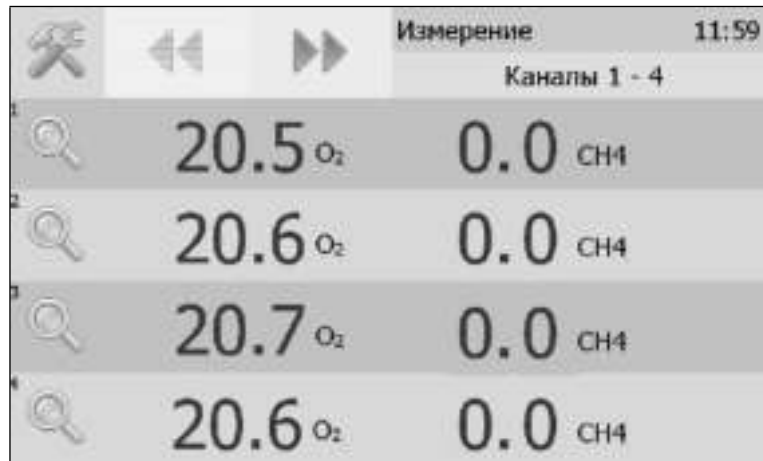 Измерение 11:59
Каналы 1 - 4
1 20.5 O₂ 0.0 CH4
2 20.6 O₂ 0.0 CH4
3 20.7 O₂ 0.0 CH4
4 20.6 O₂ 0.0 CH4